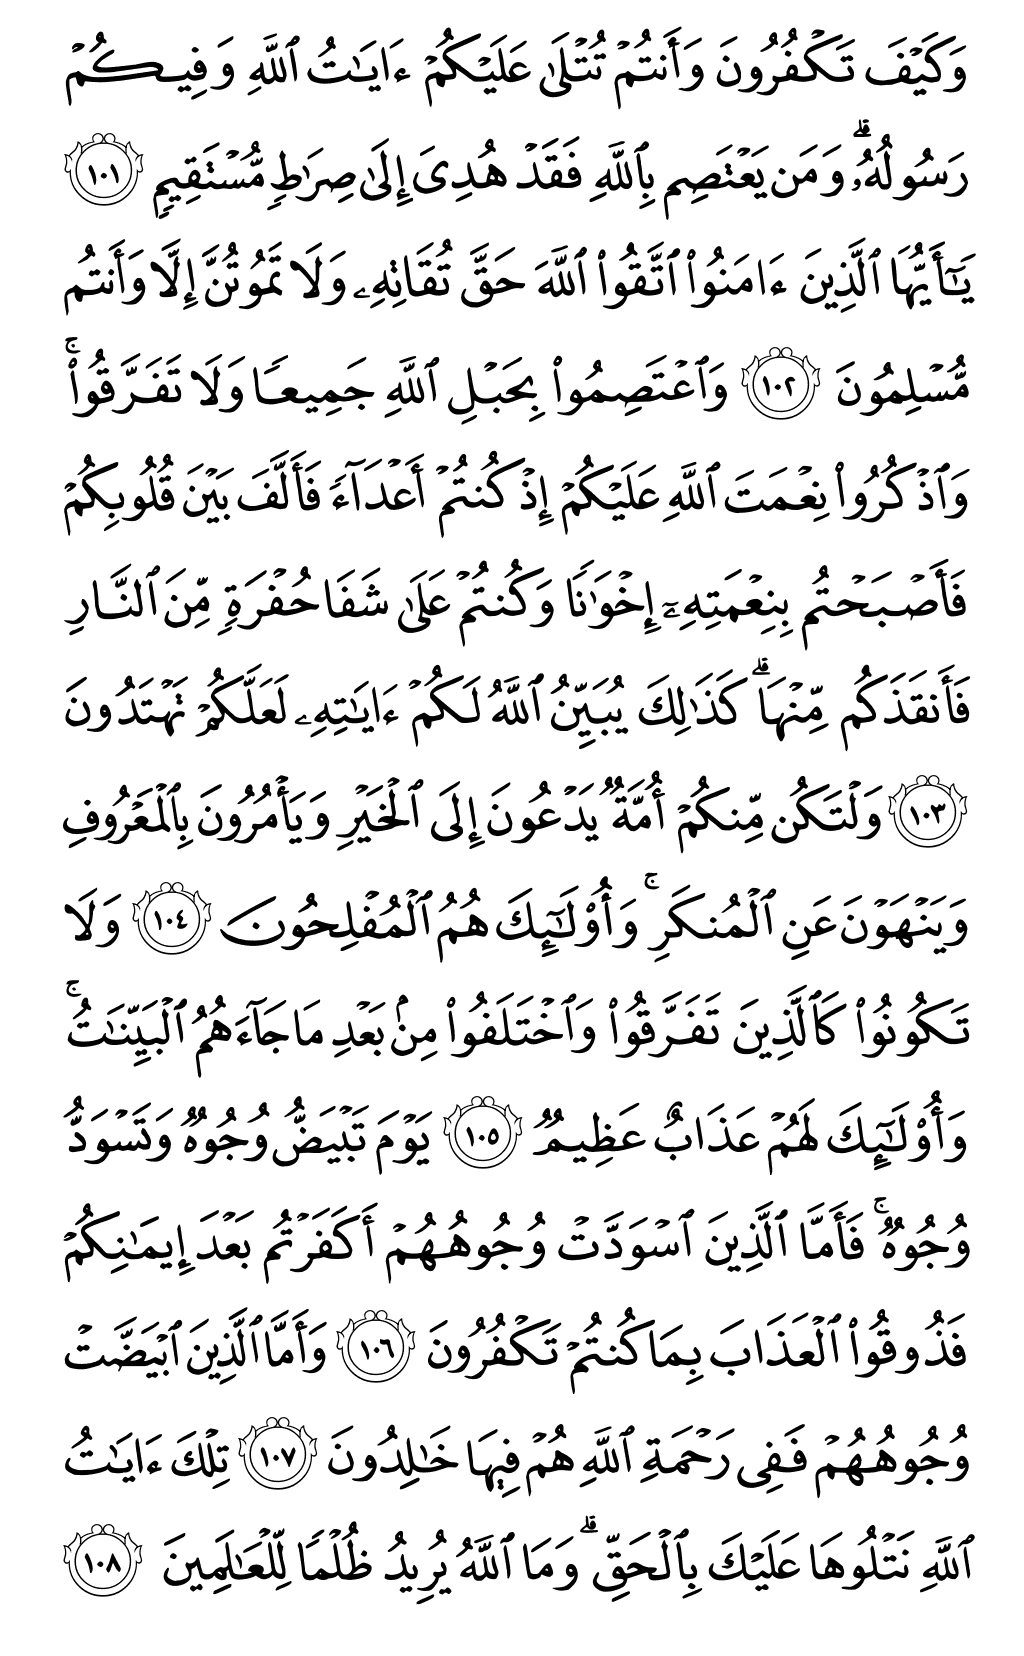 وَكَيۡفَ تَكۡفُرُونَ وَأَنتُمۡ تُتۡلَىٰ عَلَيۡكُمۡ ءَايَٰتُ ٱللَّهِ وَفِيكُمۡ
رَسُولُهُۥۗ وَمَن يَعۡتَصِم بِٱللَّهِ فَقَدۡ هُدِيَ إِلَىٰ صِرَٰطٖ مُّسۡتَقِيمٖ ١٠١
يَٰٓأَيُّهَا ٱلَّذِينَ ءَامَنُواْ ٱتَّقُواْ ٱللَّهَ حَقَّ تُقَاتِهِۦ وَلَا تَمُوتُنَّ إِلَّا وَأَنتُم
مُّسۡلِمُونَ ١٠٢ وَٱعۡتَصِمُواْ بِحَبۡلِ ٱللَّهِ جَمِيعٗا وَلَا تَفَرَّقُواْۚ
وَٱذۡكُرُواْ نِعۡمَتَ ٱللَّهِ عَلَيۡكُمۡ إِذۡ كُنتُمۡ أَعۡدَآءٗ فَأَلَّفَ بَيۡنَ قُلُوبِكُمۡ
فَأَصۡبَحۡتُم بِنِعۡمَتِهِۦٓ إِخۡوَٰنٗا وَكُنتُمۡ عَلَىٰ شَفَا حُفۡرَةٖ مِّنَ ٱلنَّارِ
فَأَنقَذَكُم مِّنۡهَاۗ كَذَٰلِكَ يُبَيِّنُ ٱللَّهُ لَكُمۡ ءَايَٰتِهِۦ لَعَلَّكُمۡ تَهۡتَدُونَ
١٠٣ وَلۡتَكُن مِّنكُمۡ أُمَّةٞ يَدۡعُونَ إِلَى ٱلۡخَيۡرِ وَيَأۡمُرُونَ بِٱلۡمَعۡرُوفِ
وَيَنۡهَوۡنَ عَنِ ٱلۡمُنكَرِۚ وَأُوْلَٰٓئِكَ هُمُ ٱلۡمُفۡلِحُونَ ١٠٤ وَلَا
تَكُونُواْ كَٱلَّذِينَ تَفَرَّقُواْ وَٱخۡتَلَفُواْ مِنۢ بَعۡدِ مَا جَآءَهُمُ ٱلۡبَيِّنَٰتُۚ
وَأُوْلَٰٓئِكَ لَهُمۡ عَذَابٌ عَظِيمٞ ١٠٥ يَوۡمَ تَبۡيَضُّ وُجُوهٞ وَتَسۡوَدُّ
وُجُوهٞۚ فَأَمَّا ٱلَّذِينَ ٱسۡوَدَّتۡ وُجُوهُهُمۡ أَكَفَرۡتُم بَعۡدَ إِيمَٰنِكُمۡ
فَذُوقُواْ ٱلۡعَذَابَ بِمَا كُنتُمۡ تَكۡفُرُونَ ١٠٦ وَأَمَّا ٱلَّذِينَ ٱبۡيَضَّتۡ
وُجُوهُهُمۡ فَفِي رَحۡمَةِ ٱللَّهِ هُمۡ فِيهَا خَٰلِدُونَ ١٠٧ تِلۡكَ ءَايَٰتُ
ٱللَّهِ نَتۡلُوهَا عَلَيۡكَ بِٱلۡحَقِّۗ وَمَا ٱللَّهُ يُرِيدُ ظُلۡمٗا لِّلۡعَٰلَمِينَ ١٠٨